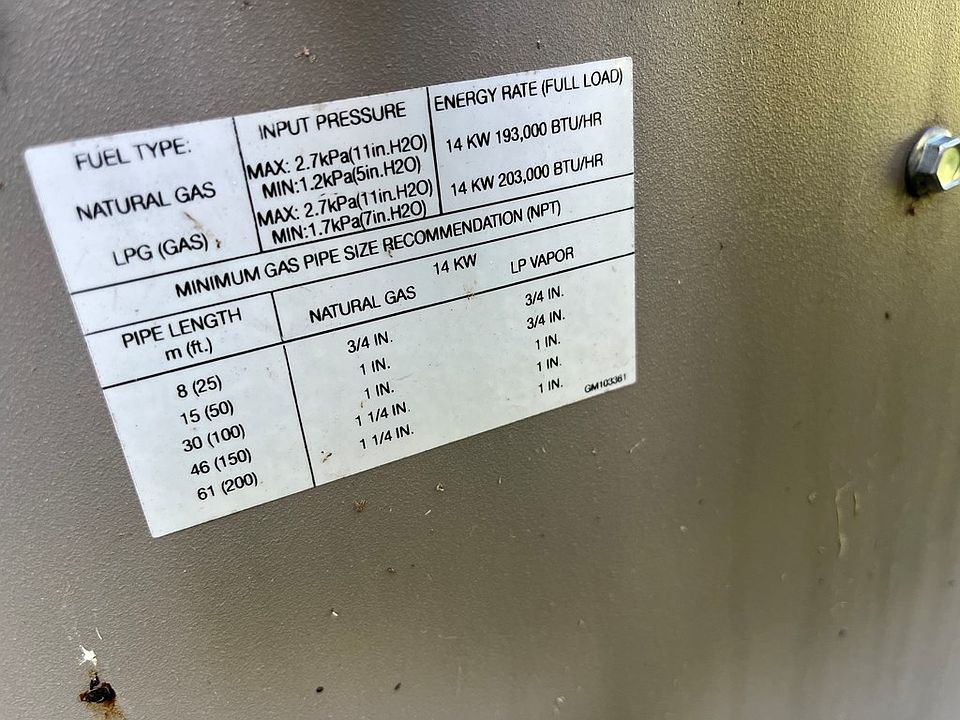 FUEL TYPE: INPUT PRESSURE ENERGY RATE (FULL LOAD)
NATURAL GAS MAX: 2.7kPa(11in.H2O) 14 KW 193,000 BTU/HR
MIN:1.2kPa(5in.H2O)
LPG (GAS) MAX: 2.7kPa(11in.H2O) 14 KW 203,000 BTU/HR
MIN:1.7kPa(7in.H2O)
MINIMUM GAS PIPE SIZE RECOMMENDATION (NPT)
14 KW
PIPE LENGTH NATURAL GAS LP VAPOR
m (ft.)
8 (25) 3/4 IN. 3/4 IN.
15 (50) 1 IN. 3/4 IN.
30 (100) 1 IN. 1 IN.
46 (150) 1 1/4 IN. 1 IN.
61 (200) 1 1/4 IN. 1 IN.
GM103361